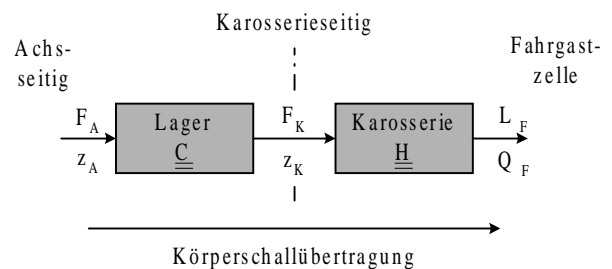 Karosserieseitig
Achs-
seitig
Fahrgast-
zelle
F_A
Lager
F_K
Karosserie
L_F
z_A
C
z_K
H
Q_F
Körperschallübertragung